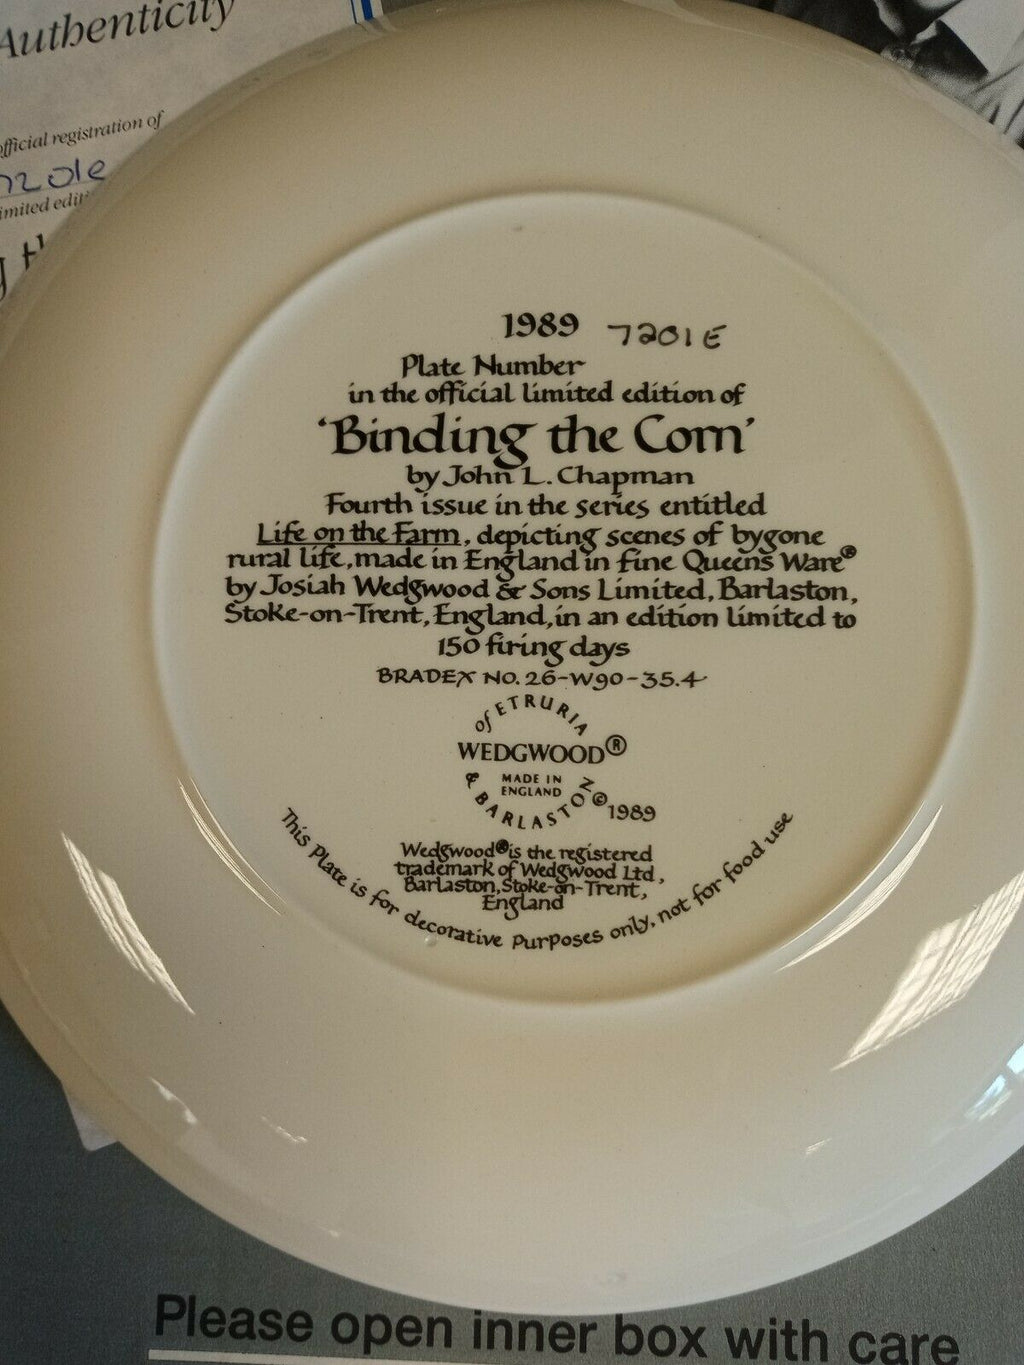 Authenticity
official registration of
7201e
limited
1989 7201E
Plate Number
in the official limited edition of
'Binding the Corn'
by John L. Chapman
Fourth issue in the series entitled
Life on the Farm, depicting scenes of bygone
rural life, made in England in fine Queens Ware®
by Josiah Wedgwood & Sons Limited, Barlaston,
Stoke-on-Trent, England, in an edition limited to
150 firing days
BRADEX NO. 26-W90-35.4
of ETRURIA
WEDGWOOD®
MADE IN
ENGLAND
& BARLASTON © 1989
Wedgwood® is the registered
trademark of Wedgwood Ltd,
Barlaston, Stoke-on-Trent,
England
This Plate is for decorative Purposes only, not for food use
Please open inner box with care